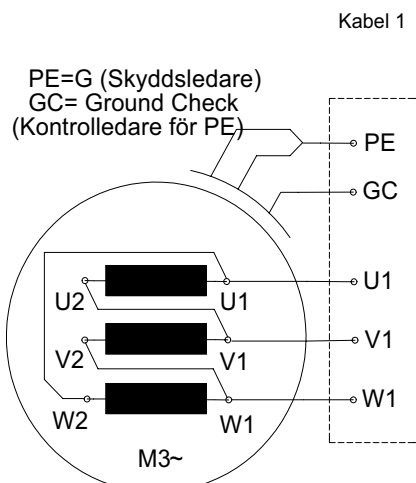 Kabel 1
PE=G (Skyddsledare)
GC= Ground Check
(Kontrolledare för PE)
PE
GC
U2
U1
U1
V2
V1
V1
W2
W1
W1
M3~